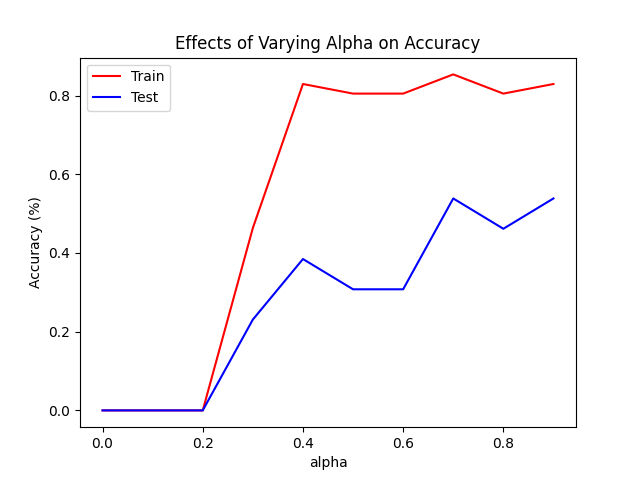 Effects of Varying Alpha on Accuracy
Train
Test
Accuracy (%)
0.8
0.6
0.4
0.2
0.0
0.0 0.2 0.4 0.6 0.8
alpha